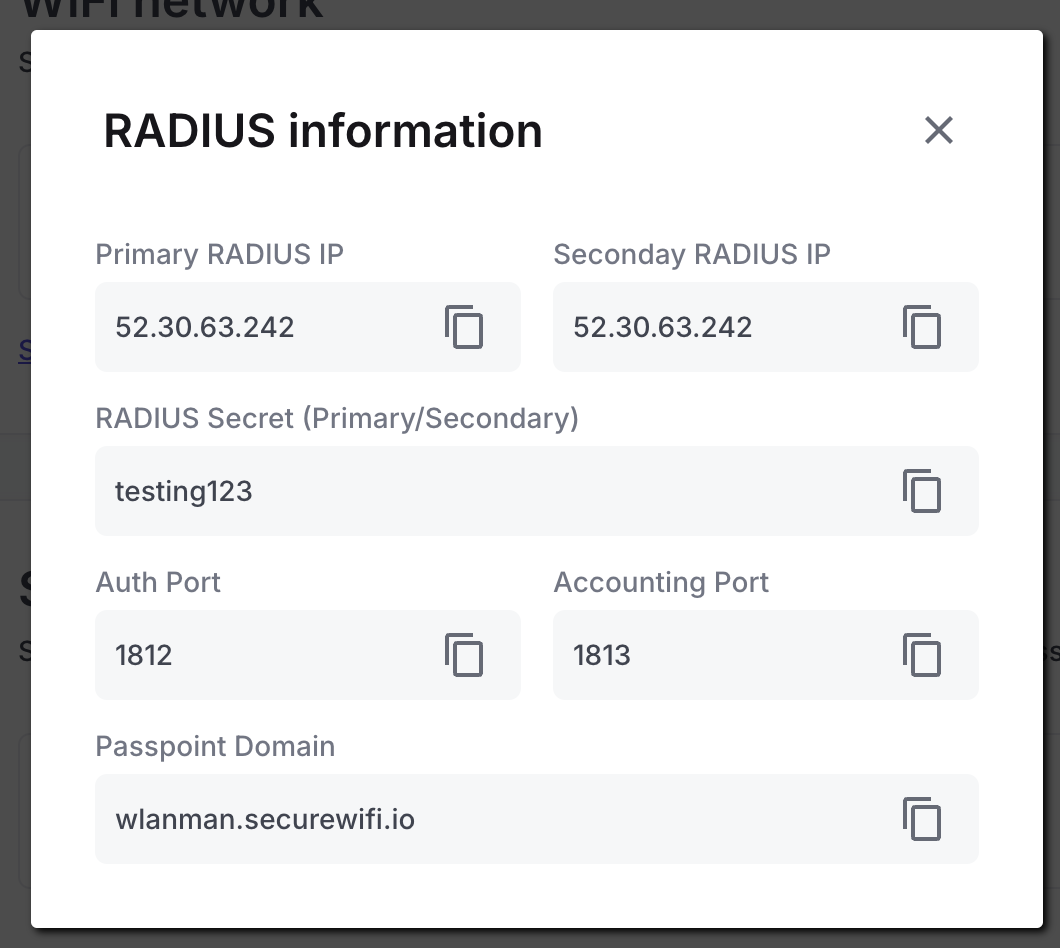 WiFi network
RADIUS information
Primary RADIUS IP
Seconday RADIUS IP
52.30.63.242
52.30.63.242
RADIUS Secret (Primary/Secondary)
testing123
Auth Port
Accounting Port
1812
1813
Passpoint Domain
wlanman.securewifi.io